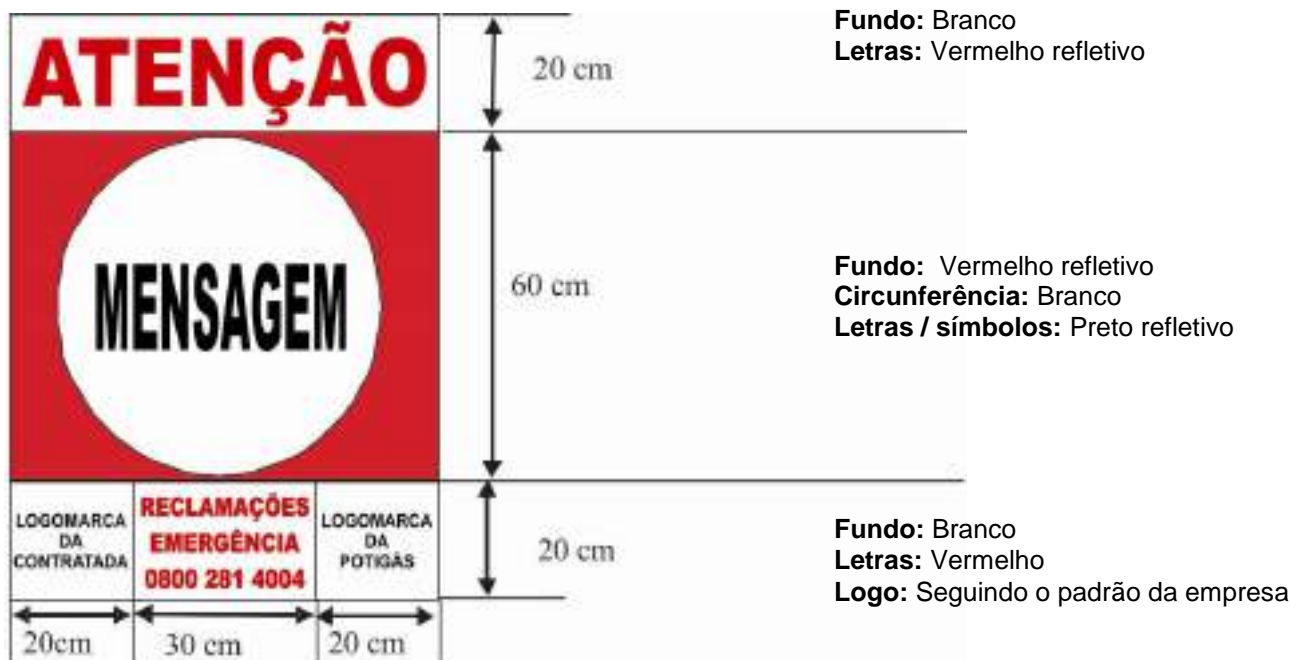 ATENÇÃO
20 cm
Fundo: Branco
Letras: Vermelho refletivo
MENSAGEM
60 cm
Fundo: Vermelho refletivo
Circunferência: Branco
Letras / símbolos: Preto refletivo
LOGOMARCA
DA
CONTRATADA
RECLAMAÇÕES
EMERGÊNCIA
0800 281 4004
LOGOMARCA
DA
POTIGÁS
20 cm
Fundo: Branco
Letras: Vermelho
Logo: Seguindo o padrão da empresa
20cm
30 cm
20 cm